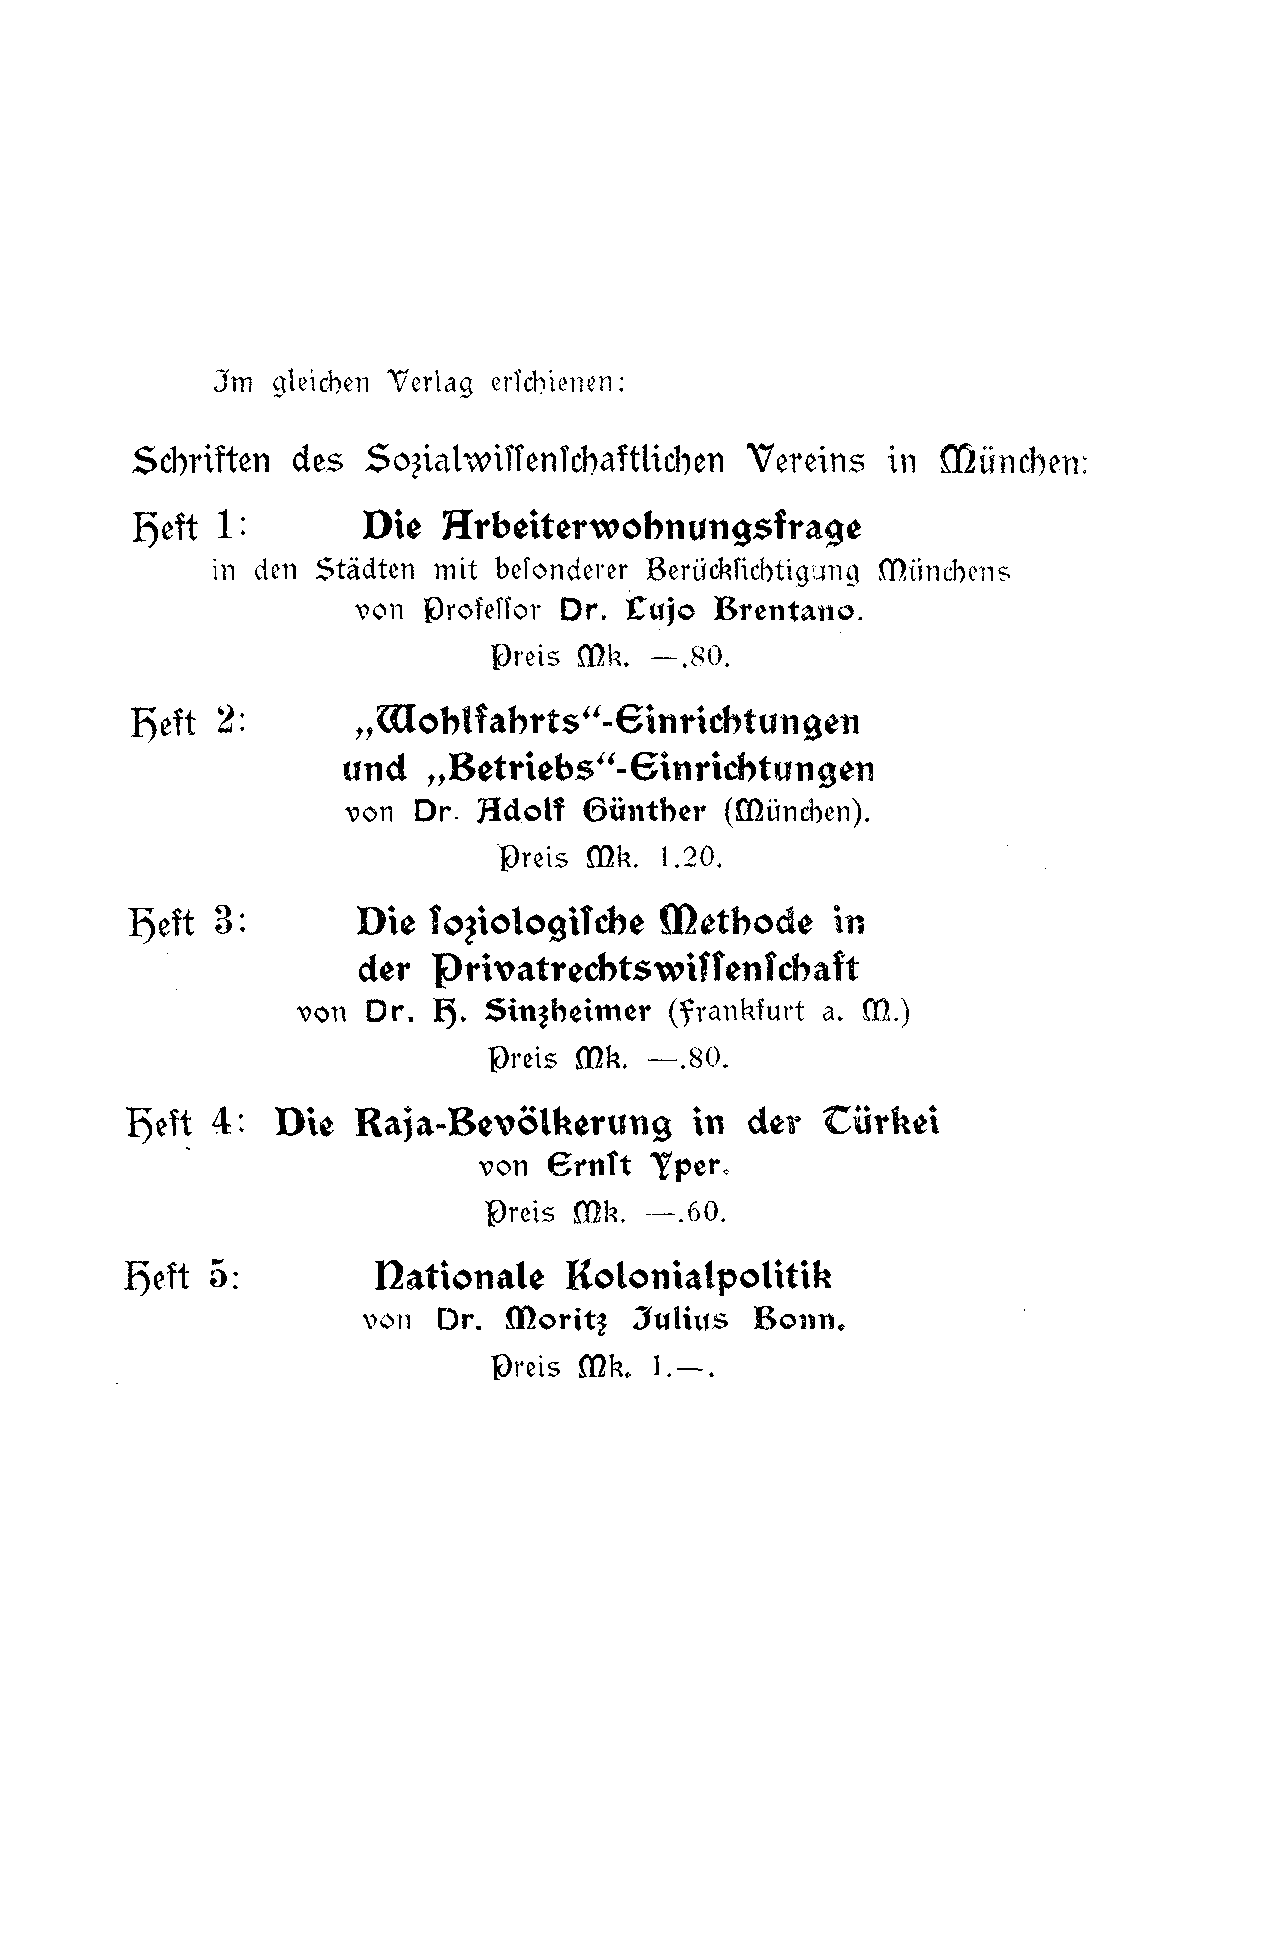 Im gleichen Verlag erſchienen:
Schriften des Sozialwiſſenſchaftlichen Vereins in München:
Heft 1: Die Arbeiterwohnungsfrage
in den Städten mit beſonderer Berückſichtigung Münchens
von Profeſſor Dr. Lujo Brentano.
Preis Mk. —.80.
Heft 2: „Wohlfahrts“-Einrichtungen
und „Betriebs“-Einrichtungen
von Dr. Adolf Günther (München).
Preis Mk. 1.20.
Heft 3: Die ſoziologiſche Methode in
der Privatrechtswiſſenſchaft
von Dr. H. Sinzheimer (Frankfurt a. M.)
Preis Mk. —.80.
Heft 4: Die Raja-Bevölkerung in der Türkei
von Ernſt Yper.
Preis Mk. —.60.
Heft 5: Nationale Kolonialpolitik
von Dr. Moritz Julius Bonn.
Preis Mk. 1.—.